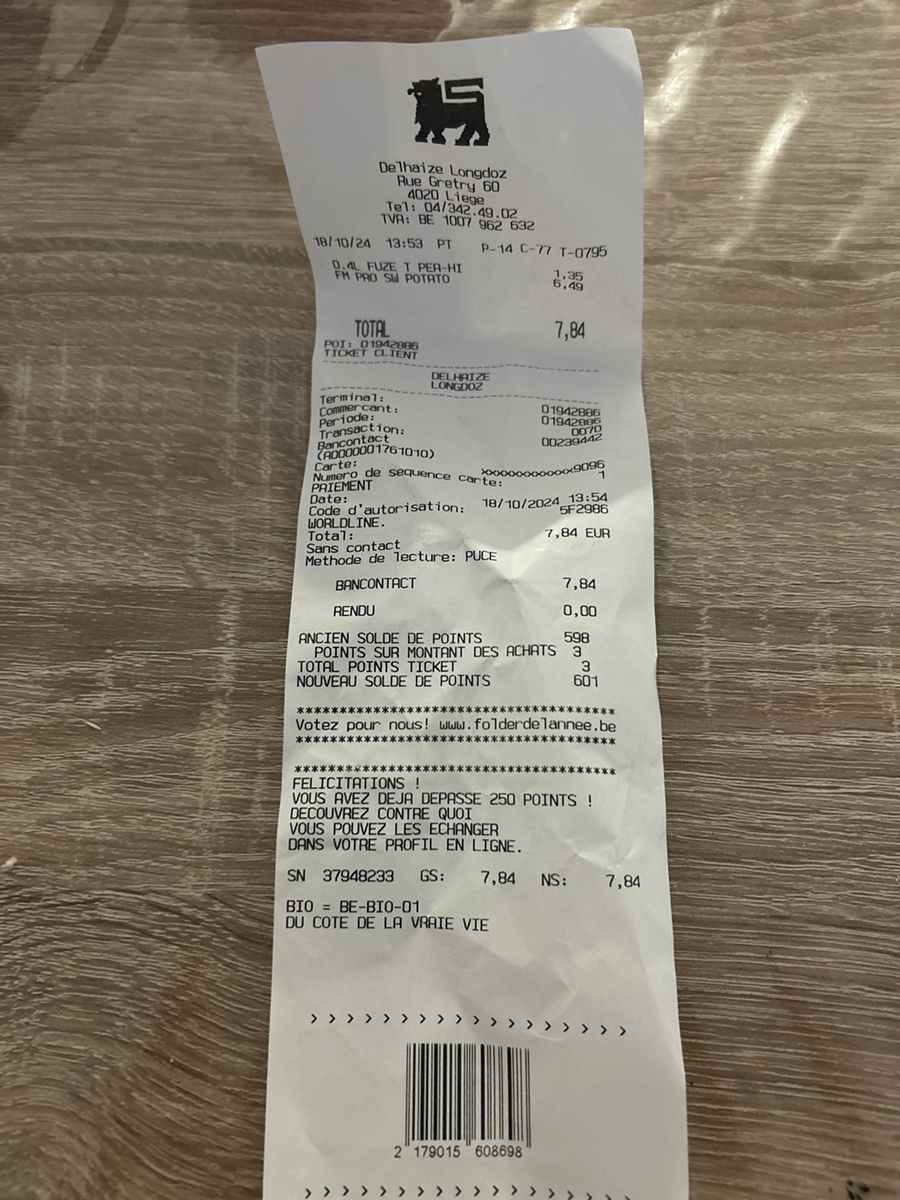 Delhaize Longdoz
Rue Gretry 60
4020 Liege
Tel: 04/342.49.02
TVA: BE 1007 962 632
18/10/24 13:53 PT P-14 C-77 T-0795
0.4L FUZE T PER-HI 1,35
FM PRO SW POTATO 6,49
TOTAL 7,84
POI: 01942886
TICKET CLIENT
DELHAIZE
LONGDOZ
Terminal: 01942886
Commercant: 01942886
Periode: 0070
Transaction: 00239442
Bancontact
(A0000001761010)
Carte: xxxxxxxxxxxxx9096
Numero de sequence carte: 1
PAIEMENT
Date: 18/10/2024 13:54
Code d'autorisation: 5F2986
WORLDLINE.
Total: 7,84 EUR
Sans contact
Methode de lecture: PUCE
BANCONTACT 7,84
RENDU 0,00
ANCIEN SOLDE DE POINTS 598
POINTS SUR MONTANT DES ACHATS 3
TOTAL POINTS TICKET 3
NOUVEAU SOLDE DE POINTS 601
****************************************
Votez pour nous! www.folderdelannee.be
****************************************
****************************************
FELICITATIONS !
VOUS AVEZ DEJA DEPASSE 250 POINTS !
DECOUVREZ CONTRE QUOI
VOUS POUVEZ LES ECHANGER
DANS VOTRE PROFIL EN LIGNE.
SN 37948233 GS: 7,84 NS: 7,84
BIO = BE-BIO-01
DU COTE DE LA VRAIE VIE
> > > > > > > > > > > > > > > > > >
2 179015 608698
> > > > > > > > > > > > > > > > > >